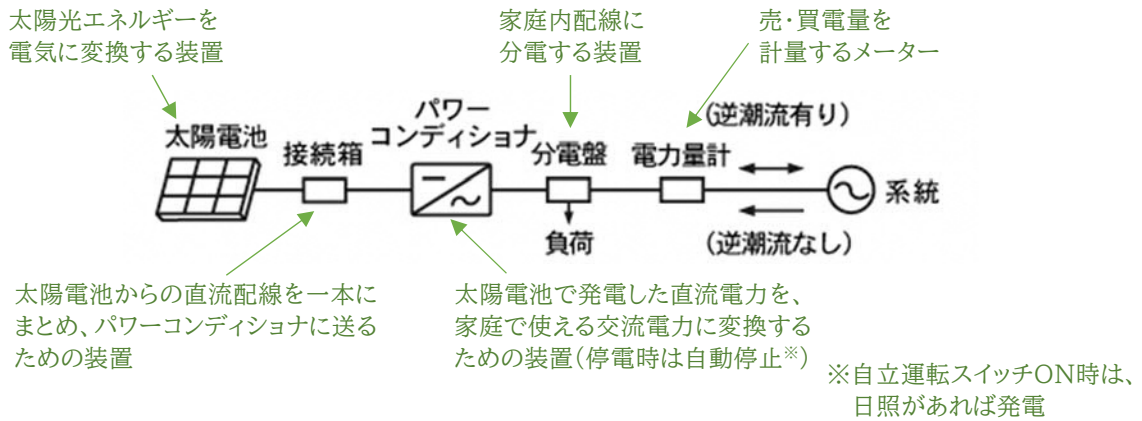 太陽光エネルギーを
電気に変換する装置
家庭内配線に
分電する装置
売・買電量を
計量するメーター
太陽電池
接続箱
パワー
コンディショナ
分電盤
電力量計
(逆潮流有り)
系統
負荷
(逆潮流なし)
太陽電池からの直流配線を一本に
まとめ、パワーコンディショナに送る
ための装置
太陽電池で発電した直流電力を、
家庭で使える交流電力に変換する
ための装置(停電時は自動停止※)
※自立運転スイッチON時は、
日照があれば発電